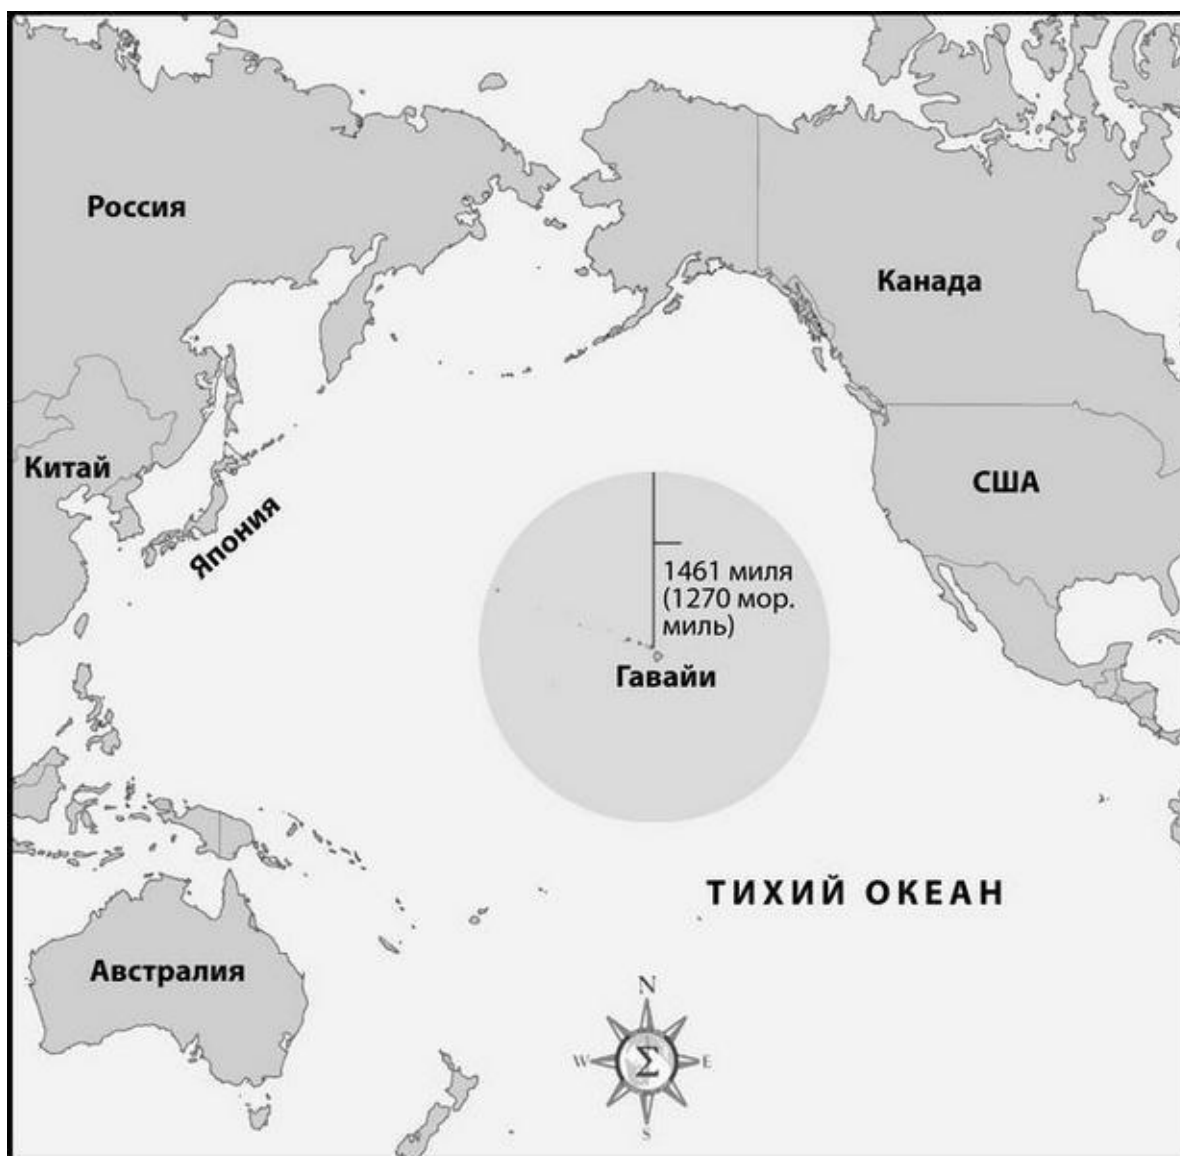 Россия
Канада
Китай
США
Япония
1461 миля
(1270 мор.
миль)
Гавайи
ТИХИЙ ОКЕАН
Австралия
N
W
Σ
E
S